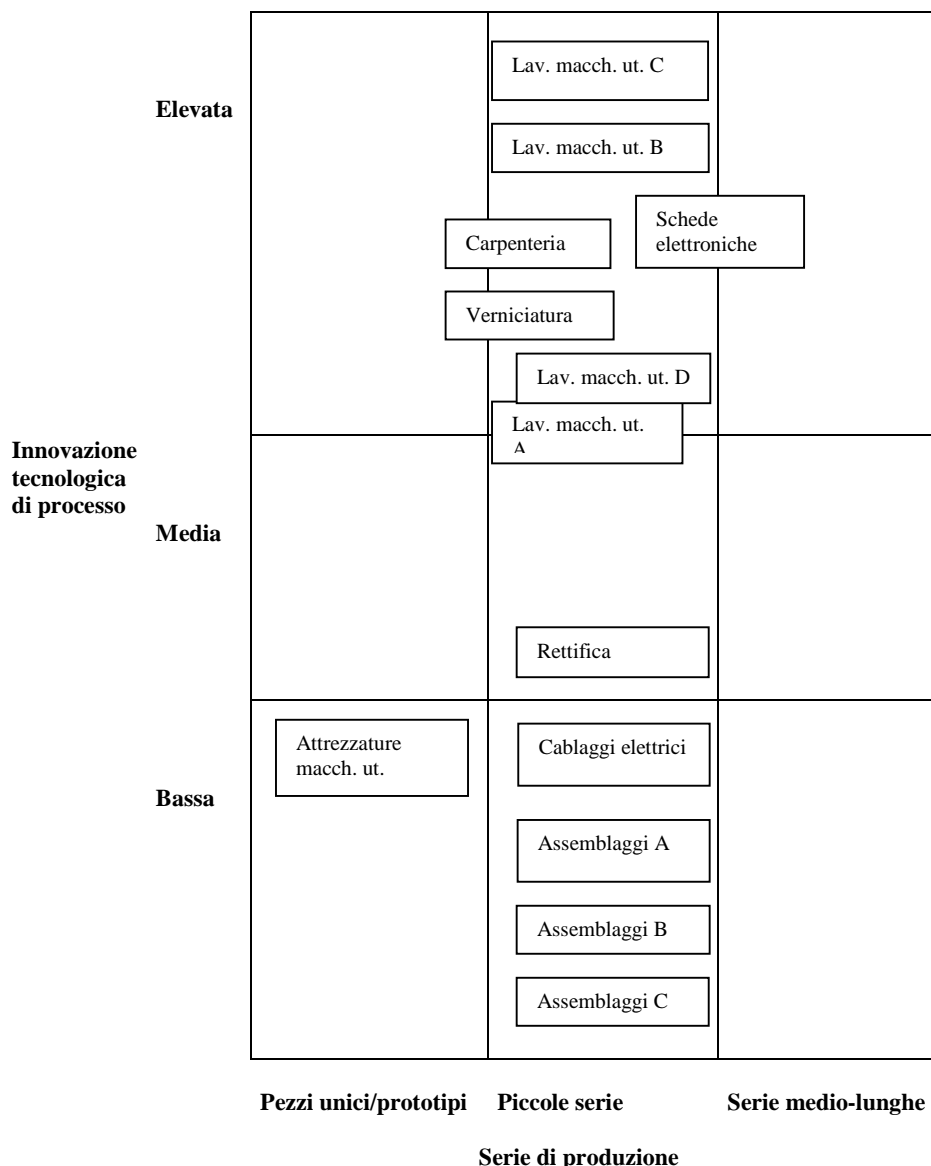 Lav. macch. ut. C
Elevata
Lav. macch. ut. B
Schede
elettroniche
Carpenteria
Verniciatura
Lav. macch. ut. D
Lav. macch. ut.
A
Innovazione
tecnologica
di processo
Media
Rettifica
Attrezzature
macch. ut.
Cablaggi elettrici
Bassa
Assemblaggi A
Assemblaggi B
Assemblaggi C
Pezzi unici/prototipi
Piccole serie
Serie medio-lunghe
Serie di produzione